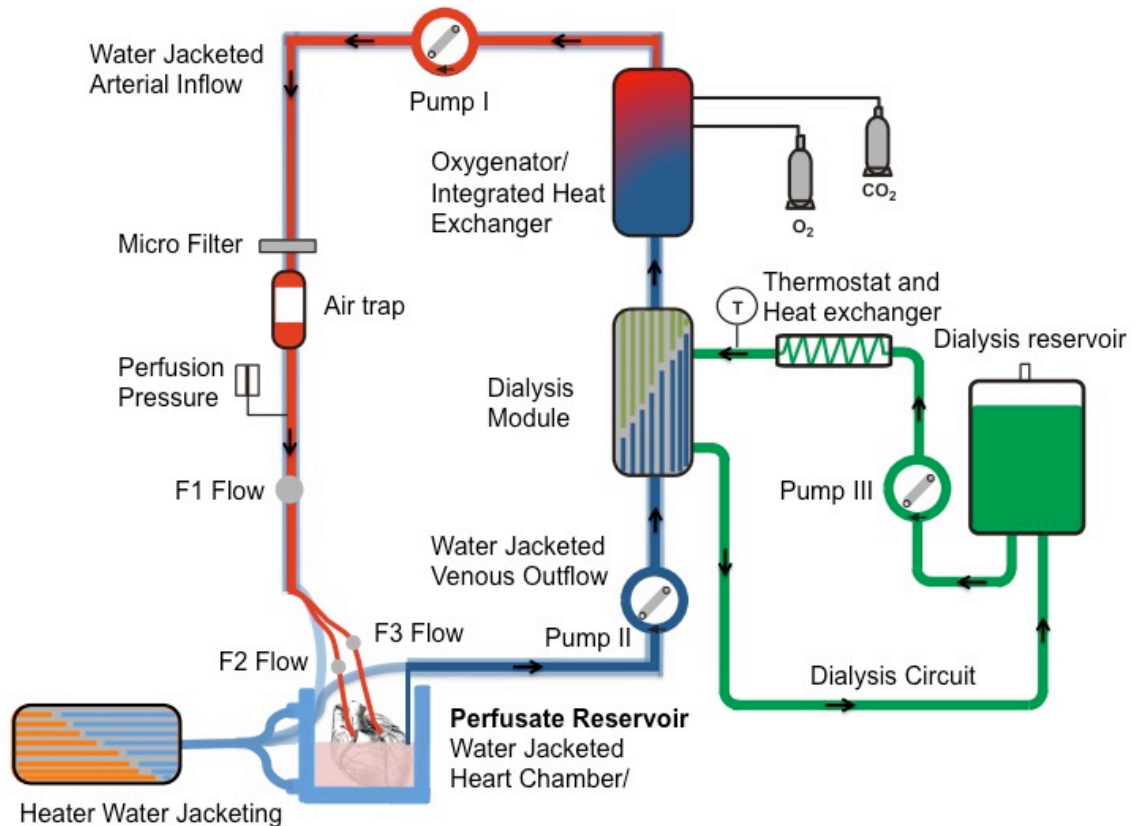 Water Jacketed
Arterial Inflow
Pump I
Oxygenator/
Integrated Heat
Exchanger
CO2
O2
Micro Filter
Air trap
Thermostat and
Heat exchanger
T
Dialysis reservoir
Perfusion
Pressure
Dialysis
Module
F1 Flow
Pump III
Water Jacketed
Venous Outflow
F3 Flow
Pump II
F2 Flow
Dialysis Circuit
Perfusate Reservoir
Water Jacketed
Heart Chamber/
Heater Water Jacketing